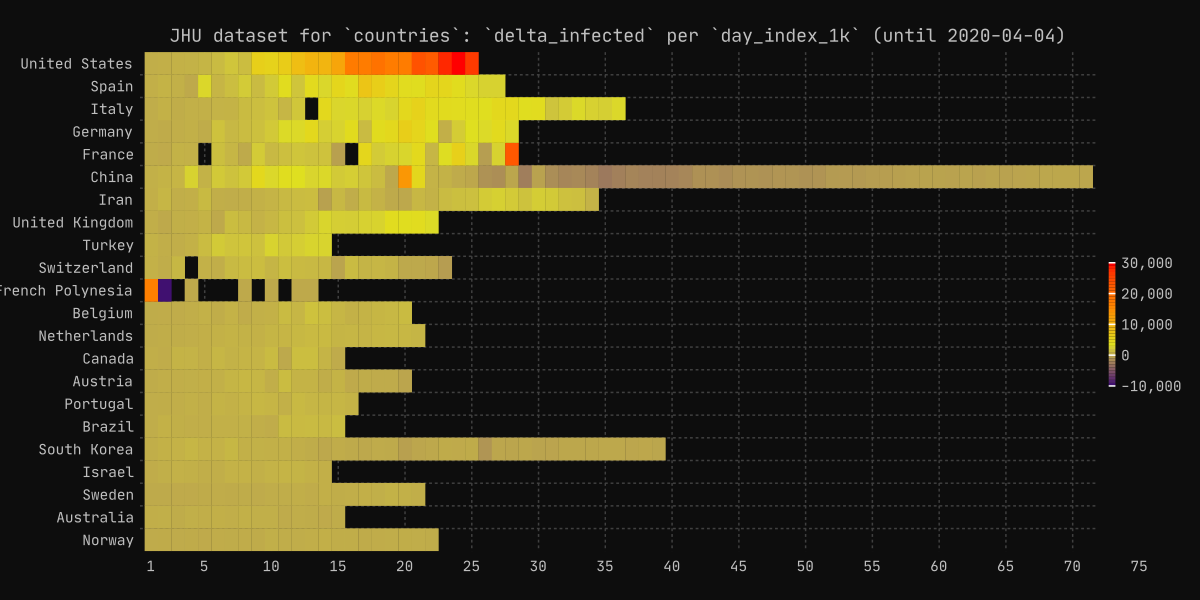 JHU dataset for `countries`: `delta_infected` per `day_index_1k` (until 2020-04-04)
United States
Spain
Italy
Germany
France
China
Iran
United Kingdom
Turkey
Switzerland
French Polynesia
Belgium
Netherlands
Canada
Austria
Portugal
Brazil
South Korea
Israel
Sweden
Australia
Norway
30,000
20,000
10,000
0
−10,000
1 5 10 15 20 25 30 35 40 45 50 55 60 65 70 75